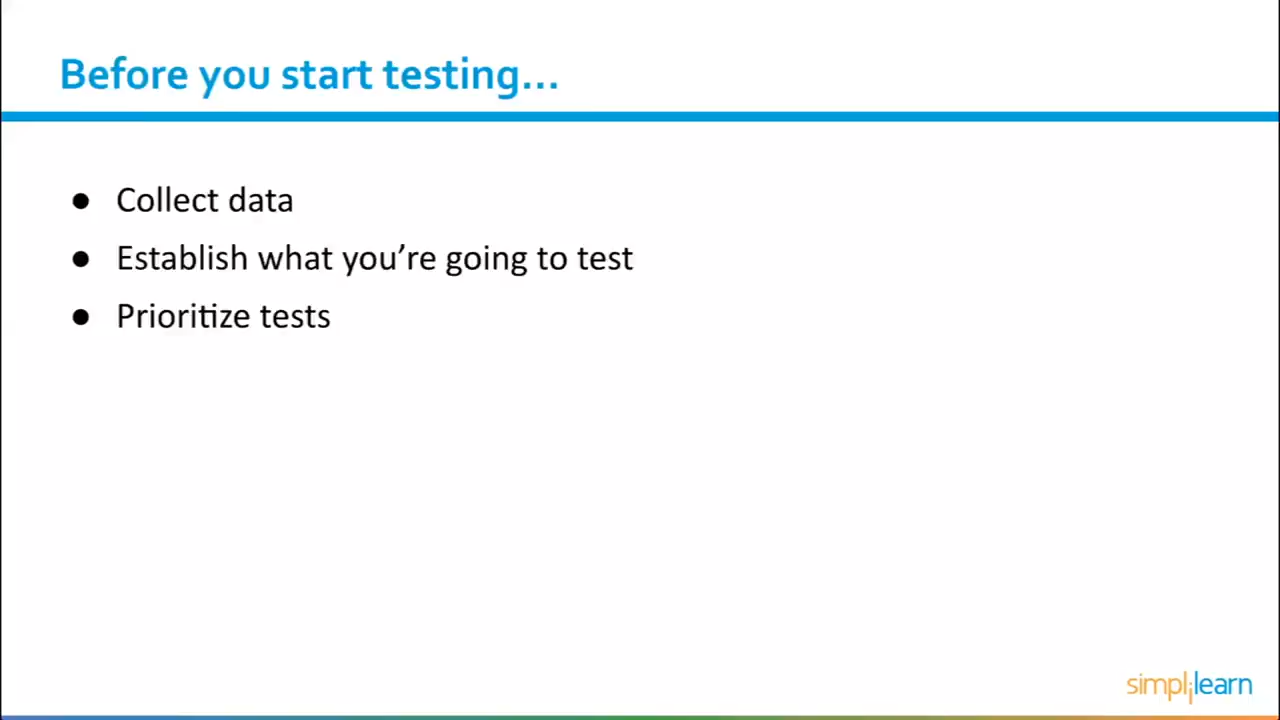 Before you start testing...
● Collect data
● Establish what you're going to test
● Prioritize tests
simplilearn